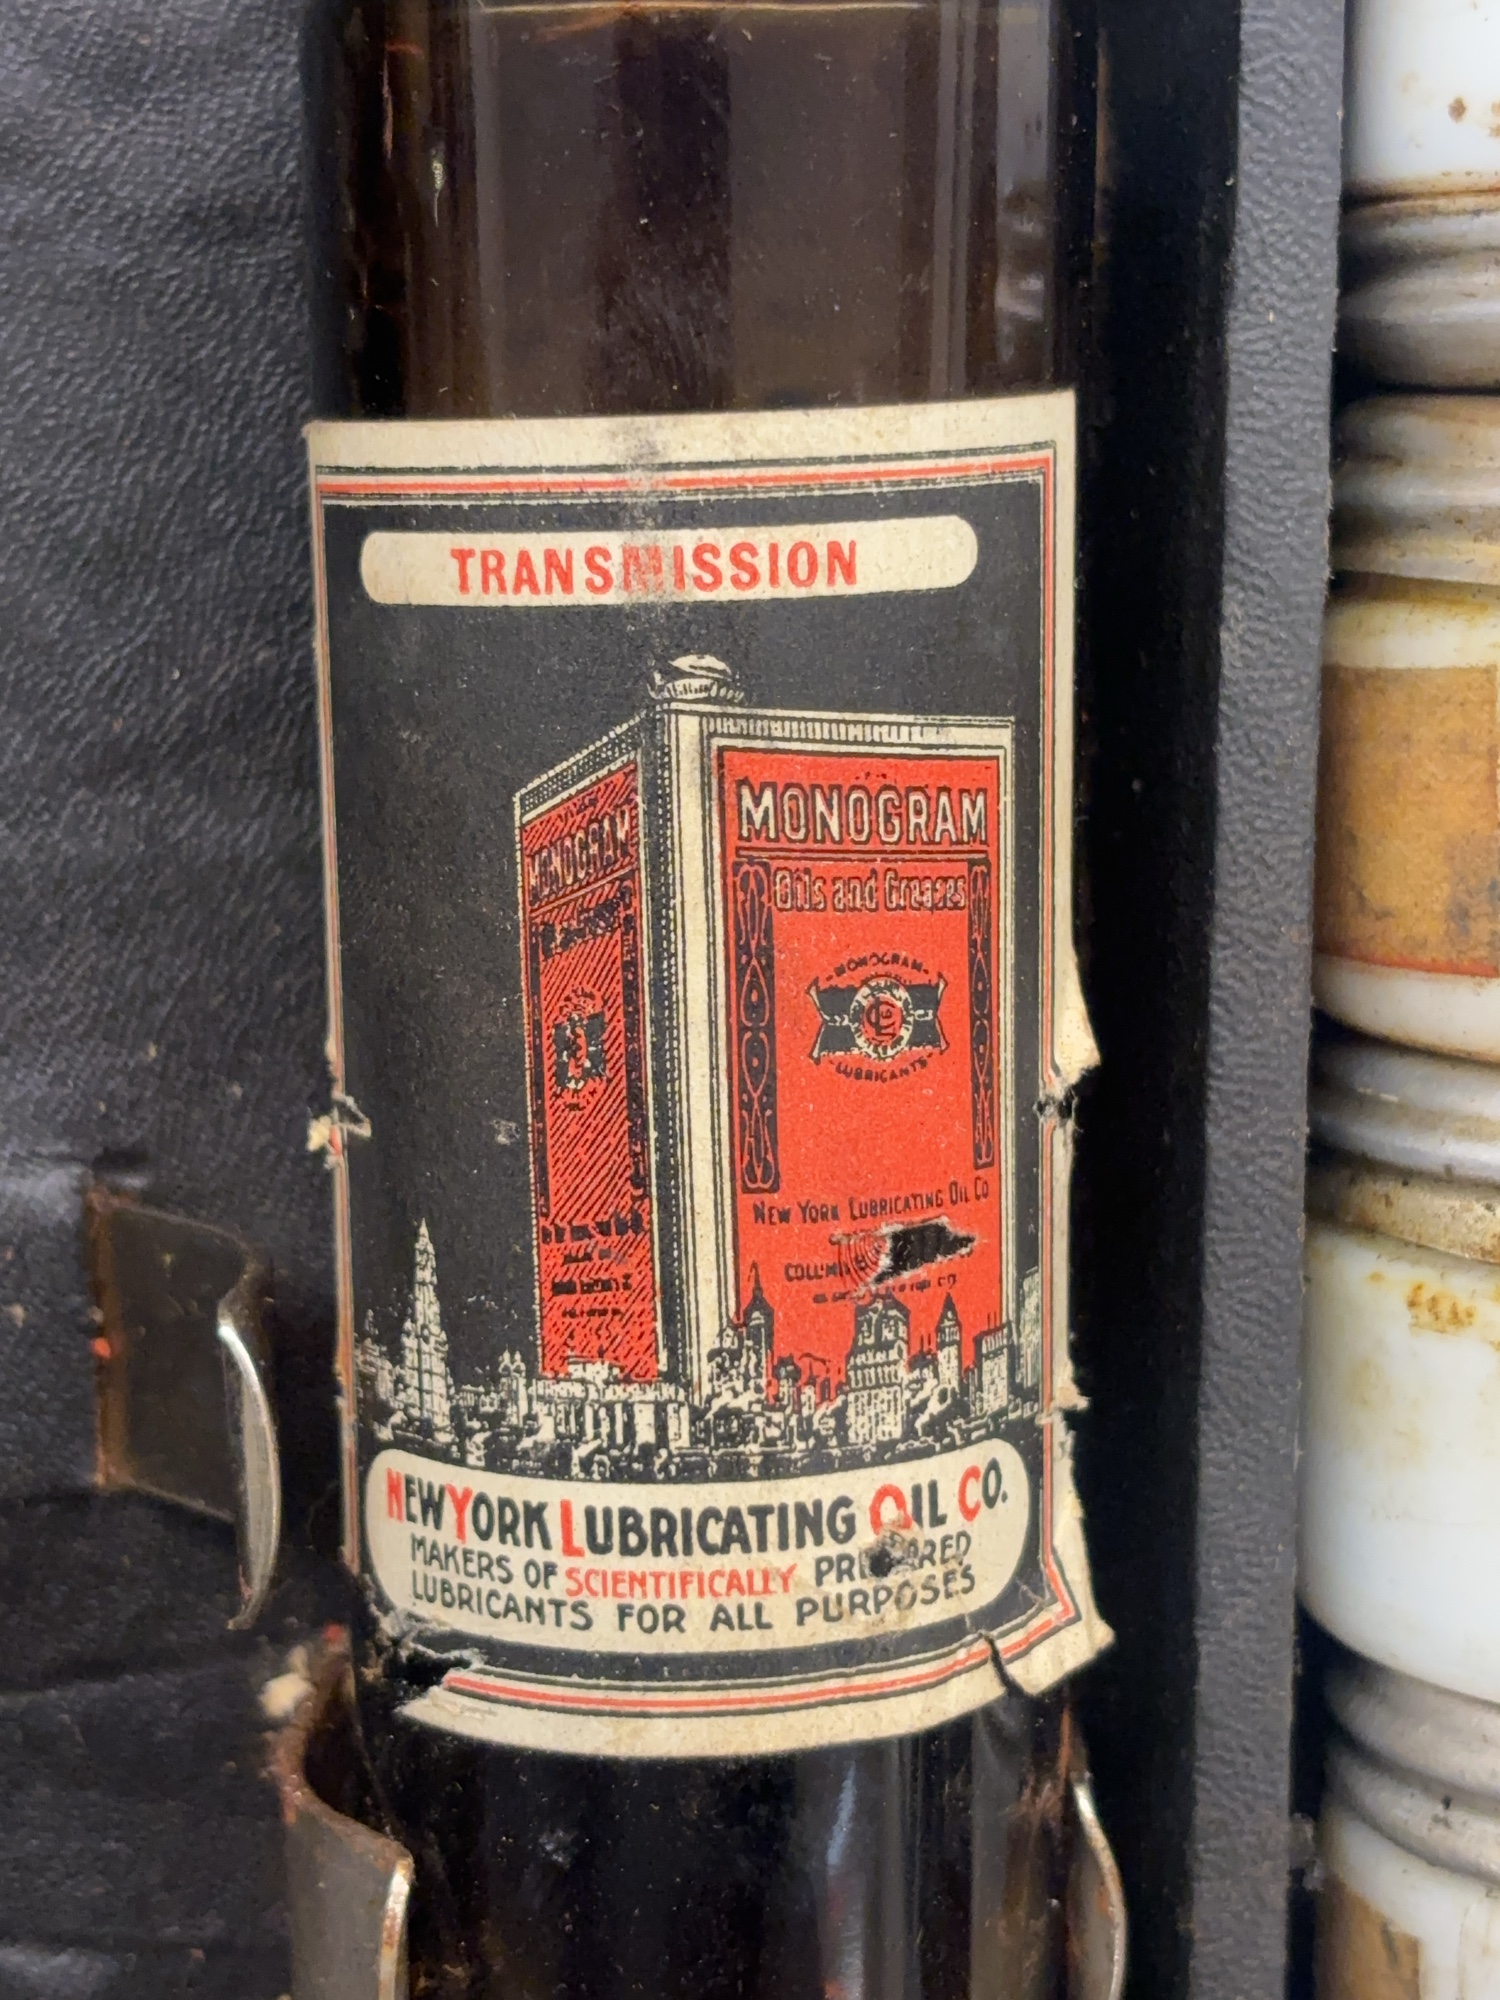 TRANSMISSION
MONOGRAM
MONOGRAM
Oils and Greases
MONOGRAM
LUBRICANTS
NEW YORK LUBRICATING OIL CO
NEW YORK LUBRICATING OIL CO.
MAKERS OF SCIENTIFICALLY
LUBRICANTS FOR ALL PURPOSES